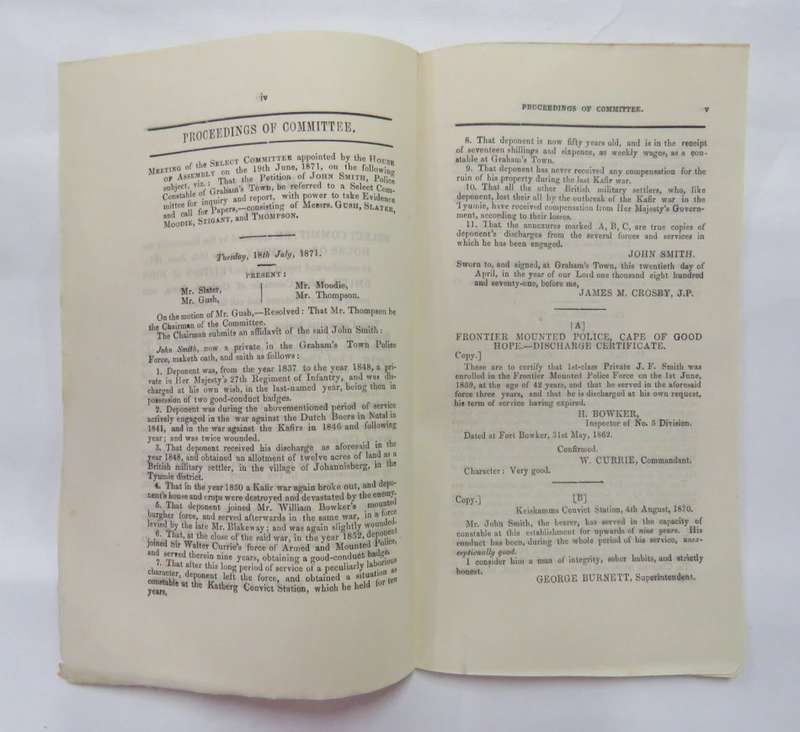 iv
PROCEEDINGS OF COMMITTEE.
MEETING of the SELECT COMMITTEE appointed by the HOUSE
OF ASSEMBLY on the 19th June, 1871, on the following
subject, viz.: That the Petition of JOHN SMITH, Police
Constable of Graham's Town, be referred to a Select Com-
mittee for inquiry and report, with power to take Evidence
and call for Papers,—consisting of Messrs. GUSH, SLATER,
MOODIE, SZIGANT, and THOMPSON.
Tuesday, 18th July, 1871.
PRESENT:
Mr. Slater,
Mr. Gush,
Mr. Moodie,
Mr. Thompson.
On the motion of Mr. Gush,—Resolved: That Mr. Thompson be
the Chairman of the Committee.
The Chairman submits an affidavit of the said John Smith:
John Smith, now a private in the Graham's Town Police
Force, maketh oath, and saith as follows:
1. Deponent was, from the year 1837 to the year 1848, a pri-
vate in Her Majesty's 27th Regiment of Infantry, and was dis-
charged at his own wish, in the last-named year, being then in
possession of two good-conduct badges.
2. Deponent was during the abovementioned period of service
actively engaged in the war against the Dutch Boers in Natal in
1841, and in the war against the Kafirs in 1846 and following
year; and was twice wounded.
3. That deponent received his discharge as aforesaid in the
year 1848, and obtained an allotment of twelve acres of land as a
British military settler, in the village of Johannisberg, in the
Tyumie district.
4. That in the year 1850 a Kafir war again broke out, and depo-
nent's house and crops were destroyed and devastated by the enemy.
5. That deponent joined Mr. William Bowker's mounted
burgher force, and served afterwards in the same war, in a force
levied by the late Mr. Blakeway; and was again slightly wounded.
6. That, at the close of the said war, in the year 1852, deponent
joined Sir Walter Currie's force of Armed and Mounted Police,
and served therein nine years, obtaining a good-conduct badge.
7. That after this long period of service of a peculiarly laborious
character, deponent left the force, and obtained a situation as
constable at the Katberg Convict Station, which he held for ten
years.
PROCEEDINGS OF COMMITTEE. v
8. That deponent is now fifty years old, and is in the receipt
of seventeen shillings and sixpence, as weekly wages, as a con-
stable at Graham's Town.
9. That deponent has never received any compensation for the
ruin of his property during the last Kafir war.
10. That all the other British military settlers, who, like
deponent, lost their all by the outbreak of the Kafir war in the
Tyumie, have received compensation from Her Majesty's Govern-
ment, according to their losses.
11. That the annexures marked A, B, C, are true copies of
deponent's discharges from the several forces and services in
which he has been engaged.
JOHN SMITH.
Sworn to, and signed, at Graham's Town, this twentieth day of
April, in the year of our Lord one thousand eight hundred
and seventy-one, before me,
JAMES M. CROSBY, J.P.
[A]
FRONTIER MOUNTED POLICE, CAPE OF GOOD
HOPE.—DISCHARGE CERTIFICATE.
Copy.]
These are to certify that 1st-class Private J. F. Smith was
enrolled in the Frontier Mounted Police Force on the 1st June,
1859, at the age of 42 years, and that he served in the aforesaid
force three years, and that he is discharged at his own request,
his term of service having expired.
H. BOWKER,
Inspector of No. 5 Division.
Dated at Fort Bowker, 31st May, 1862.
Confirmed.
W. CURRIE, Commandant.
Character: Very good.
Copy.] [B]
Keiskamma Convict Station, 4th August, 1870.
Mr. John Smith, the bearer, has served in the capacity of
constable at this establishment for upwards of nine years. His
conduct has been, during the whole period of his service, unex-
ceptionally good.
I consider him a man of integrity, sober habits, and strictly
honest.
GEORGE BURNETT, Superintendent.